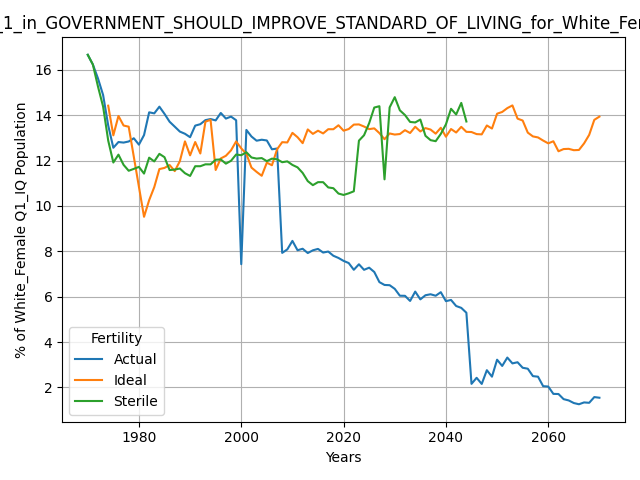 _1_in_GOVERNMENT_SHOULD_IMPROVE_STANDARD_OF_LIVING_for_White_Fem
% of White_Female Q1_IQ Population
16
14
12
10
8
6
4
2
Fertility
Actual
Ideal
Sterile
1980 2000 2020 2040 2060
Years